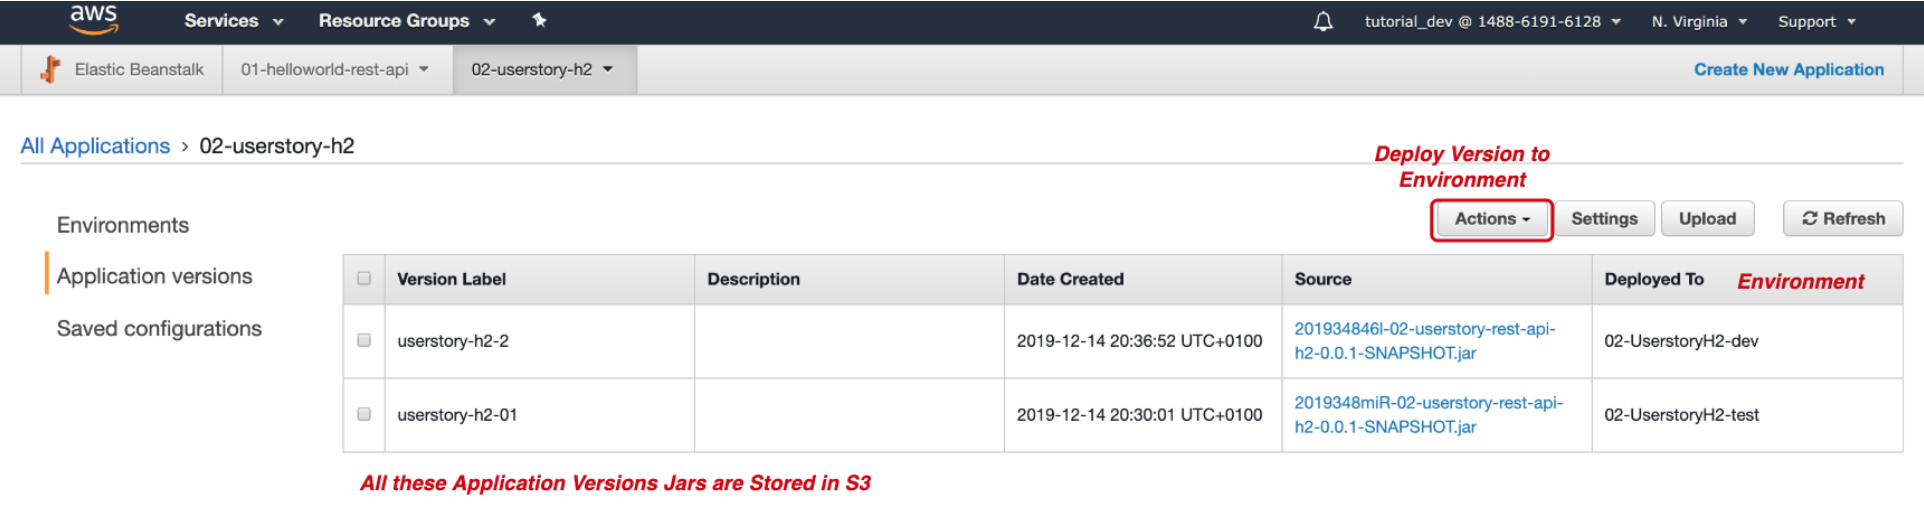 aws Services Resource Groups tutorial_dev @ 1488-6191-6128 N. Virginia Support
Elastic Beanstalk 01-helloworld-rest-api 02-userstory-h2 Create New Application
All Applications › 02-userstory-h2
Deploy Version to
Environment
Environments
Application versions
Saved configurations
Actions Settings Upload Refresh
Version Label Description Date Created Source Deployed To Environment
userstory-h2-2 2019-12-14 20:36:52 UTC+0100 201934846l-02-userstory-rest-api-
h2-0.0.1-SNAPSHOT.jar 02-UserstoryH2-dev
userstory-h2-01 2019-12-14 20:30:01 UTC+0100 2019348miR-02-userstory-rest-api-
h2-0.0.1-SNAPSHOT.jar 02-UserstoryH2-test
All these Application Versions Jars are Stored in S3